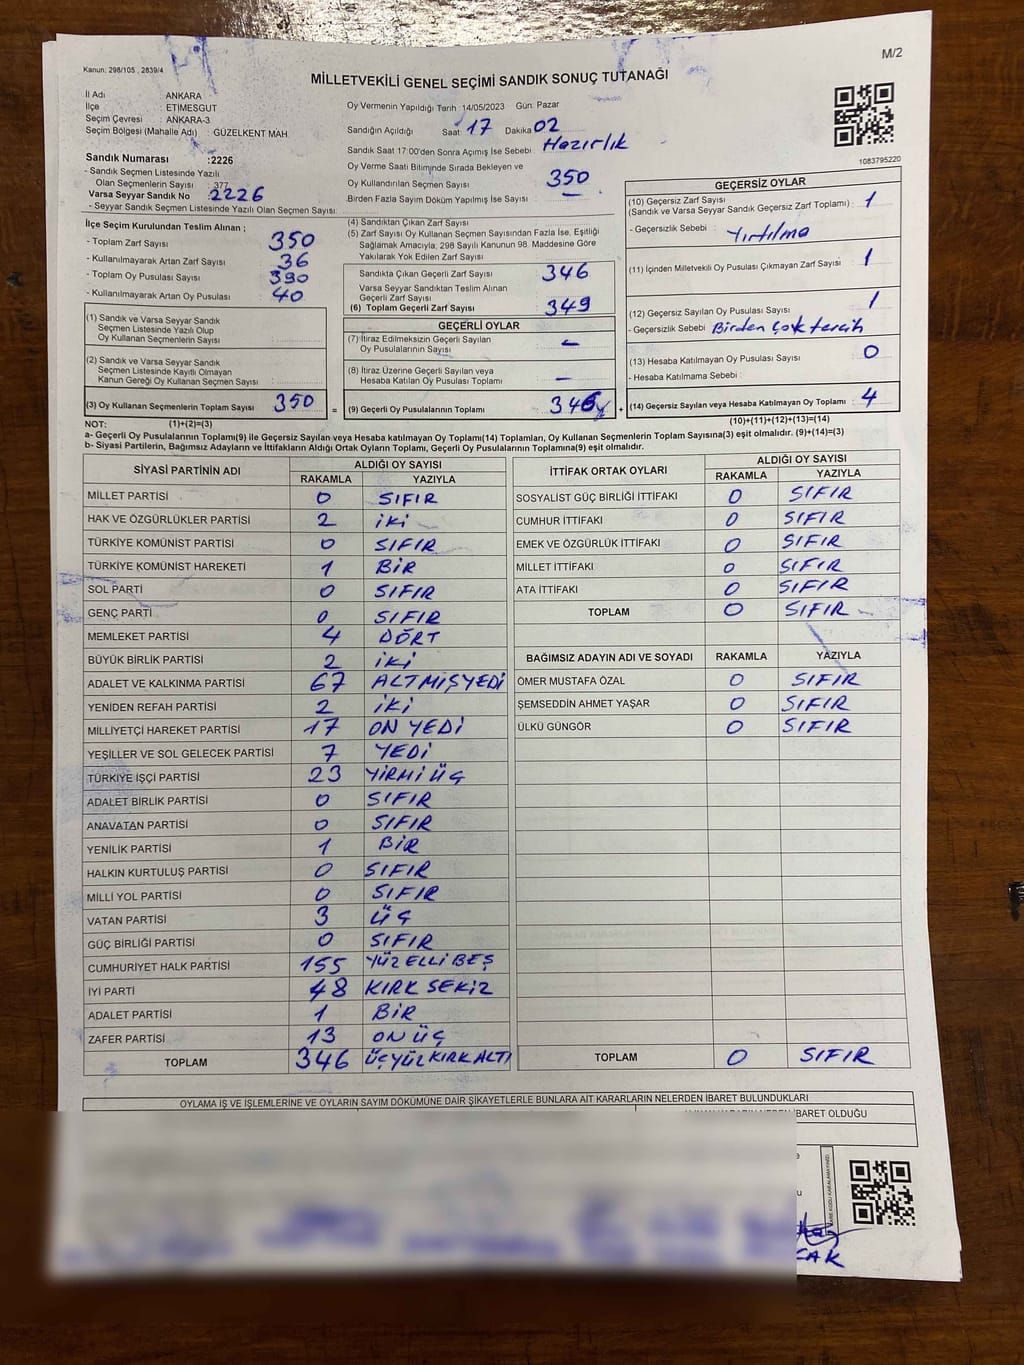 Kanun: 298/105, 2839/4
M/2
MİLLETVEKİLİ GENEL SEÇİMİ SANDIK SONUÇ TUTANAĞI
İl Adı : ANKARA
İlçe : ETİMESGUT
Seçim Çevresi : ANKARA-3
Seçim Bölgesi (Mahalle Adı) : GÜZELKENT MAH.
Sandık Numarası : 2226
- Sandık Seçmen Listesinde Yazılı
Olan Seçmenlerin Sayısı : 377
Varsa Seyyar Sandık No : 2226
- Seyyar Sandık Seçmen Listesinde Yazılı Olan Seçmen Sayısı:
Oy Vermenin Yapıldığı Tarih : 14/05/2023 Gün: Pazar
Sandığın Açıldığı Saat 17 Dakika 02
Sandık Saat 17:00'den Sonra Açımış İse Sebebi : Hazırlık
Oy Verme Saati Bitiminde Sırada Bekleyen ve
Oy Kullandırılan Seçmen Sayısı 350
Birden Fazla Sayım Döküm Yapılmış İse Sayısı : —
1083795220
İlçe Seçim Kurulundan Teslim Alınan ;
- Toplam Zarf Sayısı 350
- Kullanılmayarak Artan Zarf Sayısı : 36
- Toplam Oy Pusulası Sayısı 390
- Kullanılmayarak Artan Oy Pusulası : 40
(1) Sandık ve Varsa Seyyar Sandık
Seçmen Listesinde Yazılı Olup
Oy Kullanan Seçmenlerin Sayısı :
(2) Sandık ve Varsa Seyyar Sandık
Seçmen Listesinde Kayıtlı Olmayan
Kanun Gereği Oy Kullanan Seçmen Sayısı :
(3) Oy Kullanan Seçmenlerin Toplam Sayısı 350 =
(4) Sandıktan Çıkan Zarf Sayısı
(5) Zarf Sayısı Oy Kullanan Seçmen Sayısından Fazla İse, Eşitliği
Sağlamak Amacıyla; 298 Sayılı Kanunun 98. Maddesine Göre
Yakılarak Yok Edilen Zarf Sayısı
Sandıkta Çıkan Geçerli Zarf Sayısı : 346
Varsa Seyyar Sandıktan Teslim Alınan
Geçerli Zarf Sayısı
(6) Toplam Geçerli Zarf Sayısı : 349
GEÇERLİ OYLAR
(7) İtiraz Edilmeksizin Geçerli Sayılan
Oy Pusulalarının Sayısı : —
(8) İtiraz Üzerine Geçerli Sayılan veya
Hesaba Katılan Oy Pusulası Toplamı —
(9) Geçerli Oy Pusulalarının Toplamı 346 +
GEÇERSİZ OYLAR
(10) Geçersiz Zarf Sayısı
(Sandık ve Varsa Seyyar Sandık Geçersiz Zarf Toplamı) : 1
- Geçersizlik Sebebi : Yırtılma
(11) İçinden Milletvekili Oy Pusulası Çıkmayan Zarf Sayısı : 1
(12) Geçersiz Sayılan Oy Pusulası Sayısı 1
- Geçersizlik Sebebi Birden Çok tercih
(13) Hesaba Katılmayan Oy Pusulası Sayısı : 0
- Hesaba Katılmama Sebebi :
(14) Geçersiz Sayılan veya Hesaba Katılmayan Oy Toplamı : 4
NOT: (1)+(2)=(3)
(10)+(11)+(12)+(13)=(14)
a- Geçerli Oy Pusulalarının Toplamı(9) ile Geçersiz Sayılan veya Hesaba katılmayan Oy Toplamı(14) Toplamları, Oy Kullanan Seçmenlerin Toplam Sayısına(3) eşit olmalıdır. (9)+(14)=(3)
b- Siyasi Partilerin, Bağımsız Adayların ve İttifakların Aldığı Ortak Oyların Toplamı, Geçerli Oy Pusulalarının Toplamına(9) eşit olmalıdır.
SİYASİ PARTİNİN ADI ALDIĞI OY SAYISI
RAKAMLA YAZIYLA
MİLLET PARTİSİ 0 SIFIR
HAK VE ÖZGÜRLÜKLER PARTİSİ 2 İKİ
TÜRKİYE KOMÜNİST PARTİSİ 0 SIFIR
TÜRKİYE KOMÜNİST HAREKETİ 1 BİR
SOL PARTİ 0 SIFIR
GENÇ PARTİ 0 SIFIR
MEMLEKET PARTİSİ 4 DÖRT
BÜYÜK BİRLİK PARTİSİ 2 İKİ
ADALET VE KALKINMA PARTİSİ 67 ALTMIŞYEDİ
YENİDEN REFAH PARTİSİ 2 İKİ
MİLLİYETÇİ HAREKET PARTİSİ 17 ON YEDİ
YEŞİLLER VE SOL GELECEK PARTİSİ 7 YEDİ
TÜRKİYE İŞÇİ PARTİSİ 23 YİRMİ ÜÇ
ADALET BİRLİK PARTİSİ 0 SIFIR
ANAVATAN PARTİSİ 0 SIFIR
YENİLİK PARTİSİ 1 BİR
HALKIN KURTULUŞ PARTİSİ 0 SIFIR
MİLLİ YOL PARTİSİ 0 SIFIR
VATAN PARTİSİ 3 ÜÇ
GÜÇ BİRLİĞİ PARTİSİ 0 SIFIR
CUMHURİYET HALK PARTİSİ 155 YÜZ ELLİ BEŞ
İYİ PARTİ 48 KIRK SEKİZ
ADALET PARTİSİ 1 BİR
ZAFER PARTİSİ 13 ON ÜÇ
TOPLAM 346 ÜÇYÜZ KIRK ALTI
İTTİFAK ORTAK OYLARI ALDIĞI OY SAYISI
RAKAMLA YAZIYLA
SOSYALİST GÜÇ BİRLİĞİ İTTİFAKI 0 SIFIR
CUMHUR İTTİFAKI 0 SIFIR
EMEK VE ÖZGÜRLÜK İTTİFAKI 0 SIFIR
MİLLET İTTİFAKI 0 SIFIR
ATA İTTİFAKI 0 SIFIR
TOPLAM 0 SIFIR
BAĞIMSIZ ADAYIN ADI VE SOYADI RAKAMLA YAZIYLA
ÖMER MUSTAFA ÖZAL 0 SIFIR
ŞEMSEDDİN AHMET YAŞAR 0 SIFIR
ÜLKÜ GÜNGÖR 0 SIFIR
TOPLAM 0 SIFIR
OYLAMA İŞ VE İŞLEMLERİNE VE OYLARIN SAYIM DÖKÜMÜNE DAİR ŞİKAYETLERLE BUNLARA AİT KARARLARIN NELERDEN İBARET BULUNDUKLARI
İBARET OLDUĞU